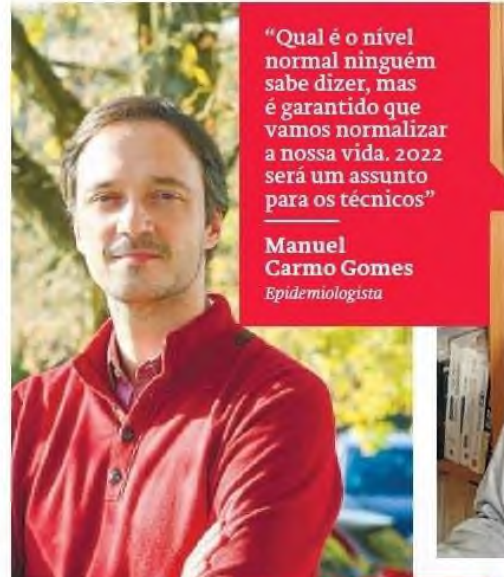 “Qual é o nível
normal ninguém
sabe dizer, mas
é garantido que
vamos normalizar
a nossa vida. 2022
será um assunto
para os técnicos”
Manuel
Carmo Gomes
Epidemiologista